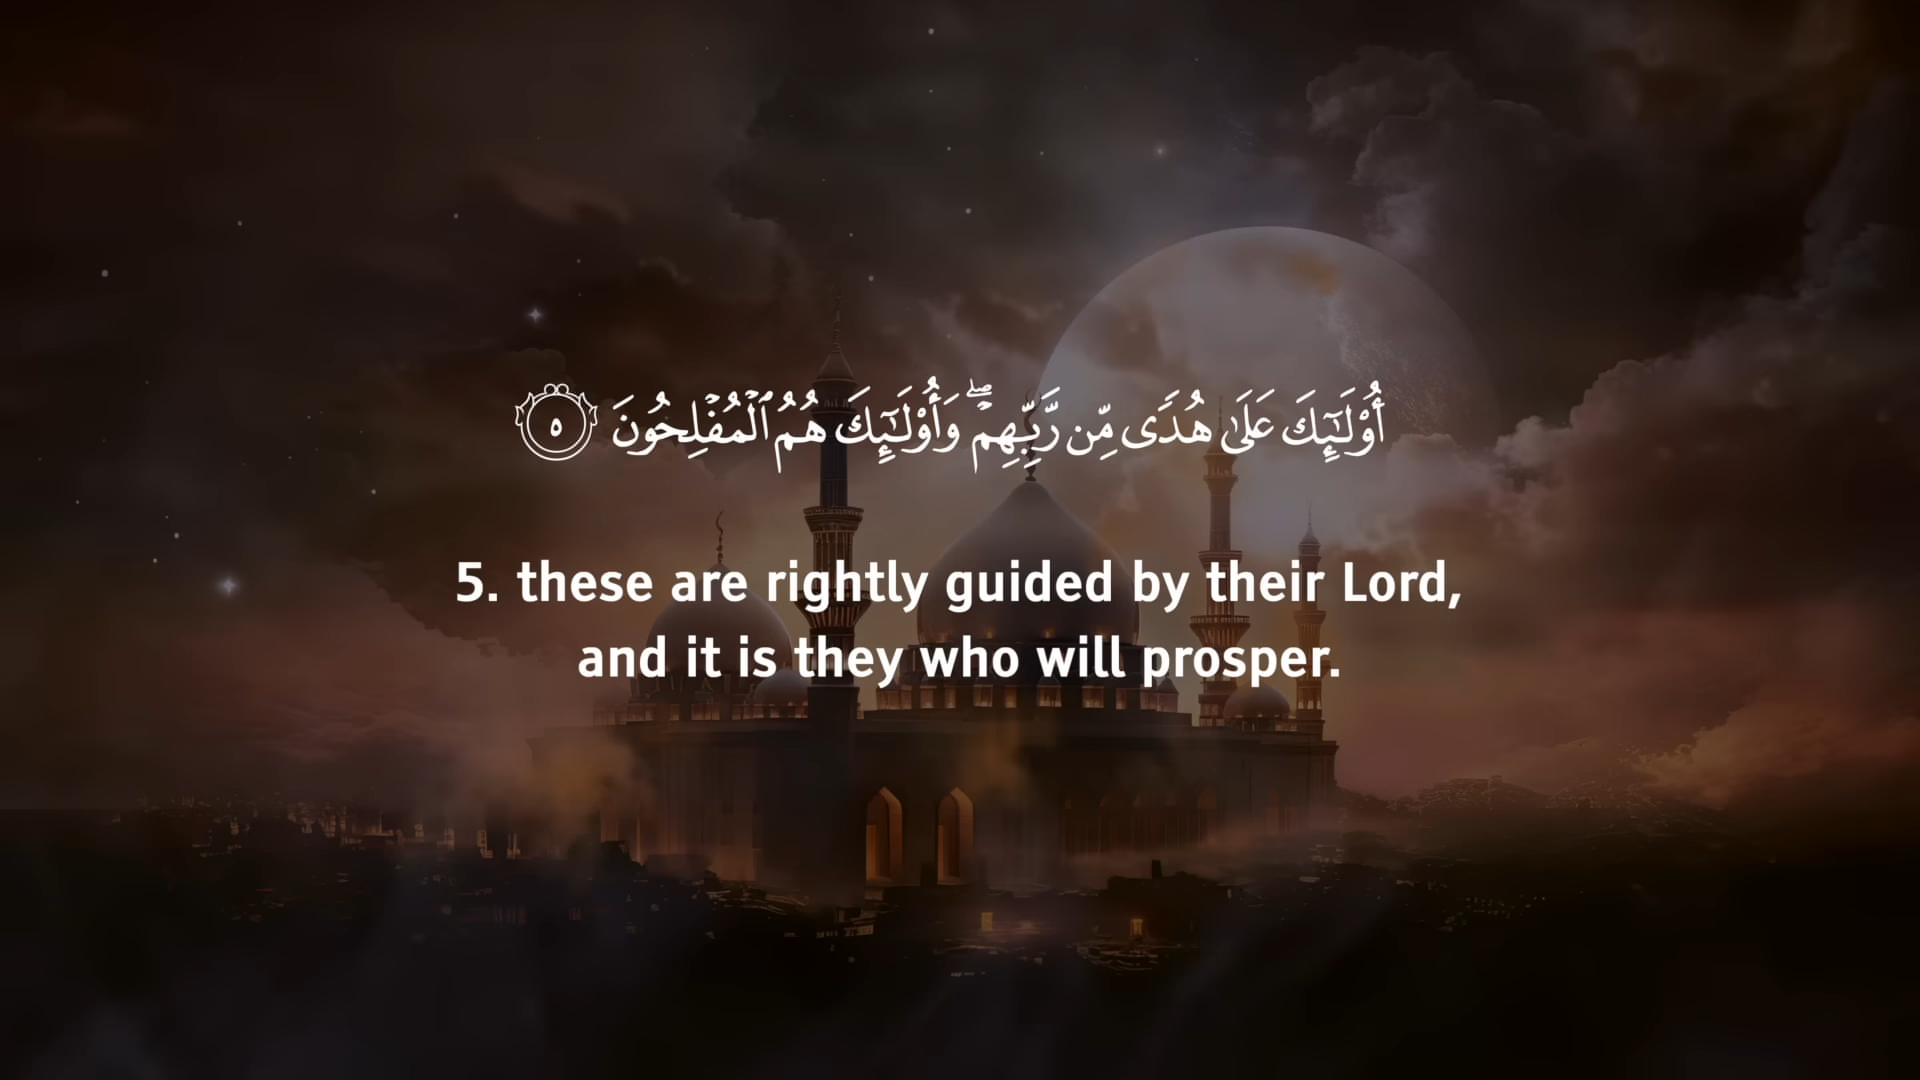 أُو۟لَـٰٓئِكَ عَلَىٰ هُدًى مِّن رَّبِّهِمْ ۖ وَأُو۟لَـٰٓئِكَ هُمُ ٱلْمُفْلِحُونَ ٥
5. these are rightly guided by their Lord,
and it is they who will prosper.